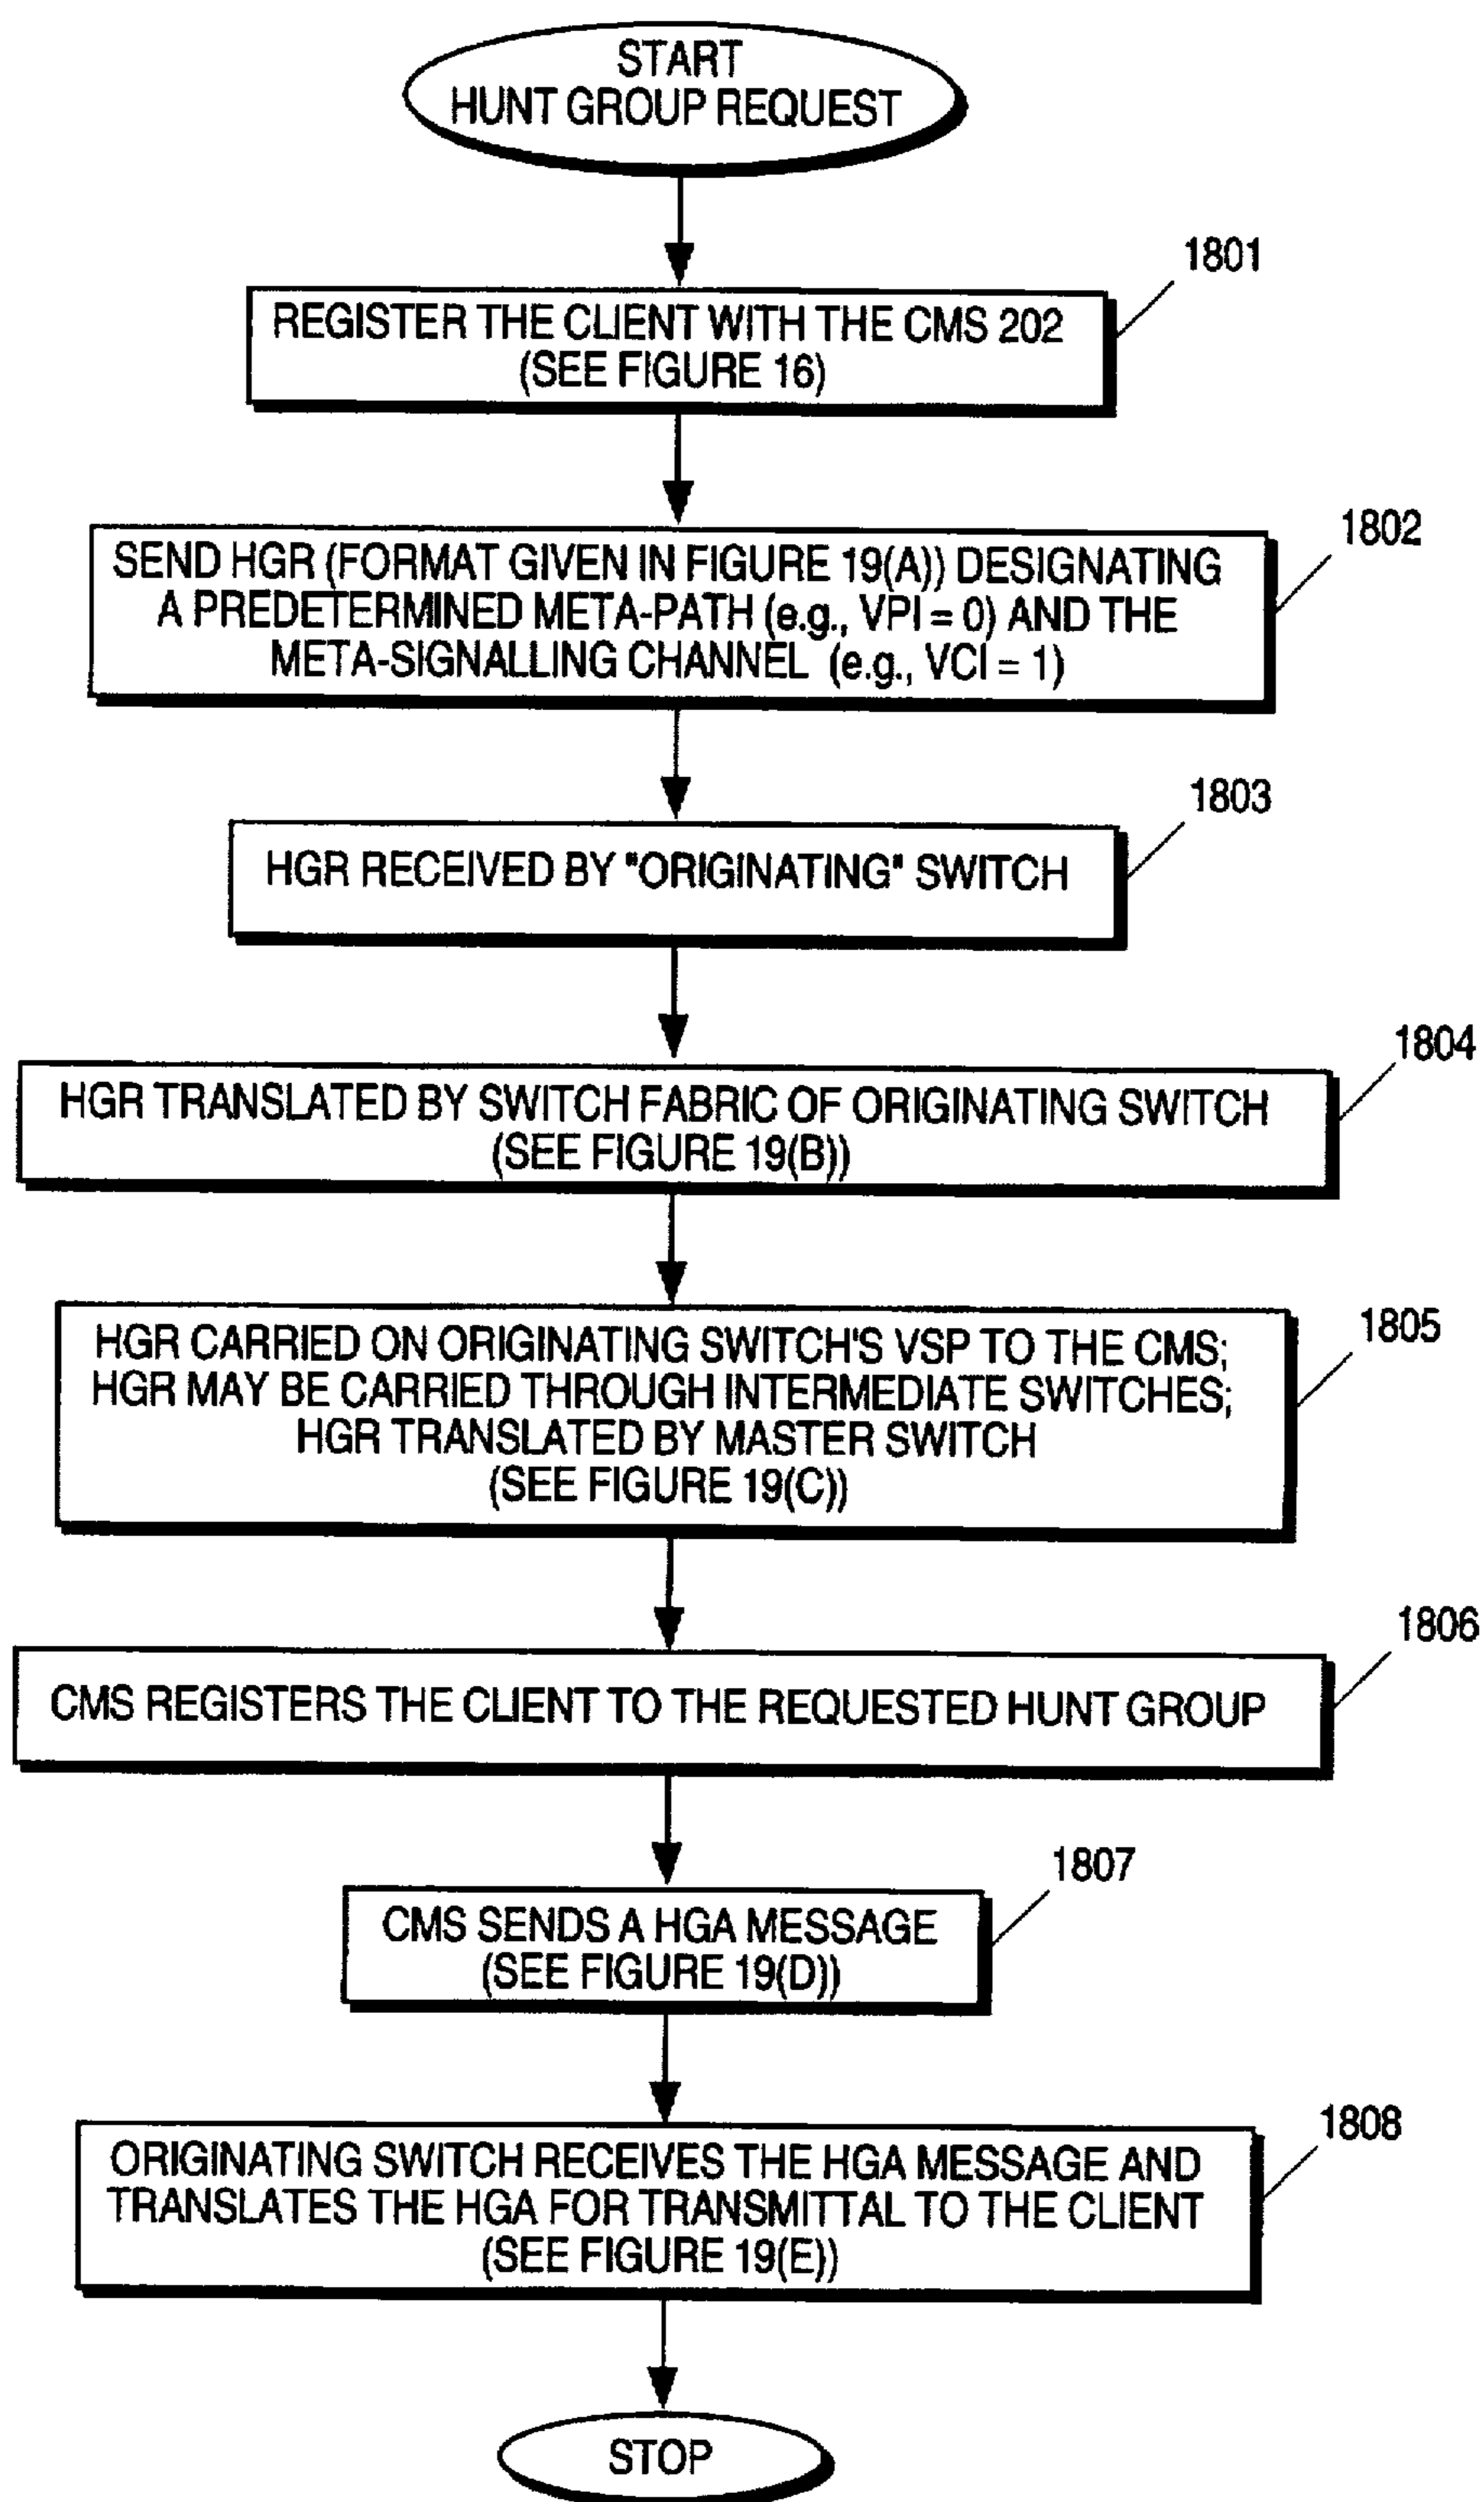 START
HUNT GROUP REQUEST
1801
REGISTER THE CLIENT WITH THE CMS 202
(SEE FIGURE 16)
1802
SEND HGR (FORMAT GIVEN IN FIGURE 19(A)) DESIGNATING
A PREDETERMINED META-PATH (e.g., VPI = 0) AND THE
META-SIGNALLING CHANNEL (e.g., VCI = 1)
1803
HGR RECEIVED BY "ORIGINATING" SWITCH
1804
HGR TRANSLATED BY SWITCH FABRIC OF ORIGINATING SWITCH
(SEE FIGURE 19(B))
1805
HGR CARRIED ON ORIGINATING SWITCH'S VSP TO THE CMS;
HGR MAY BE CARRIED THROUGH INTERMEDIATE SWITCHES;
HGR TRANSLATED BY MASTER SWITCH
(SEE FIGURE 19(C))
1806
CMS REGISTERS THE CLIENT TO THE REQUESTED HUNT GROUP
1807
CMS SENDS A HGA MESSAGE
(SEE FIGURE 19(D))
1808
ORIGINATING SWITCH RECEIVES THE HGA MESSAGE AND
TRANSLATES THE HGA FOR TRANSMITTAL TO THE CLIENT
(SEE FIGURE 19(E))
STOP